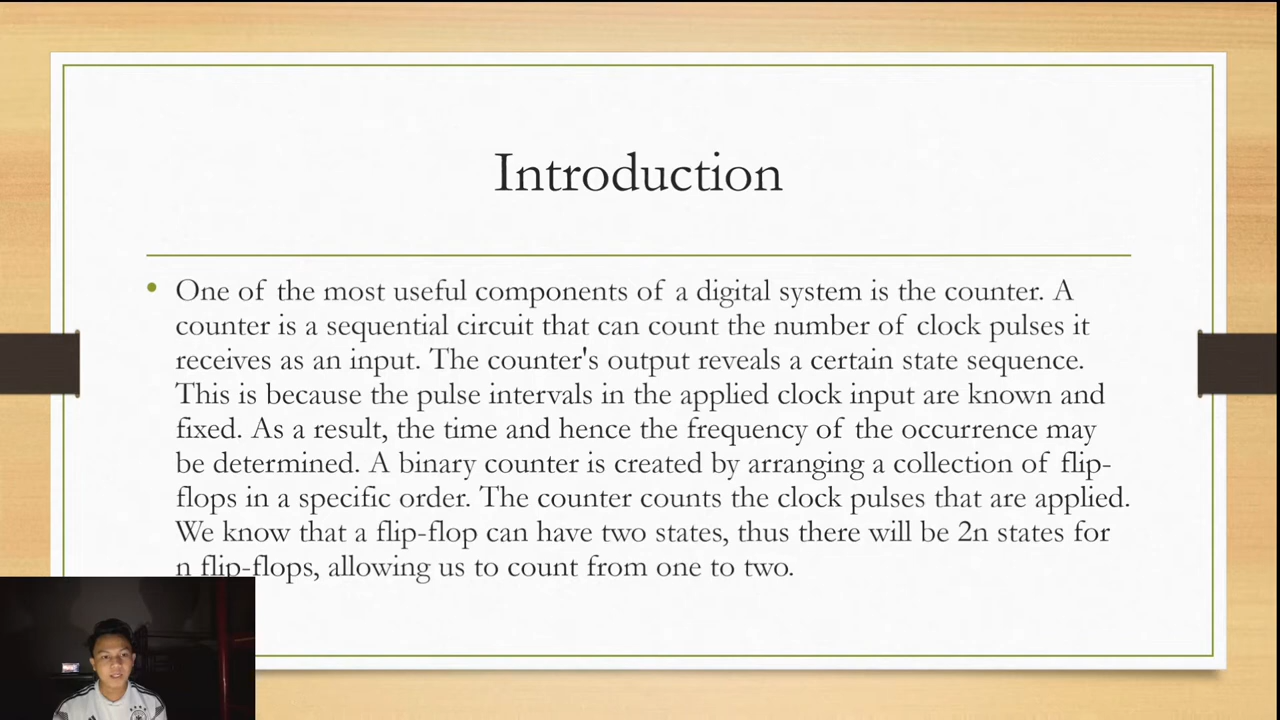 Introduction
• One of the most useful components of a digital system is the counter. A
counter is a sequential circuit that can count the number of clock pulses it
receives as an input. The counter's output reveals a certain state sequence.
This is because the pulse intervals in the applied clock input are known and
fixed. As a result, the time and hence the frequency of the occurrence may
be determined. A binary counter is created by arranging a collection of flip-
flops in a specific order. The counter counts the clock pulses that are applied.
We know that a flip-flop can have two states, thus there will be 2n states for
n flip-flops, allowing us to count from one to two.